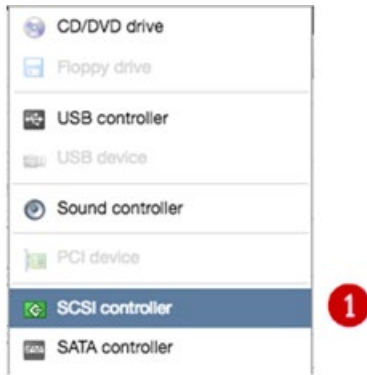 CD/DVD drive
Floppy drive
USB controller
USB device
Sound controller
PCI device
SCSI controller
1
SATA controller